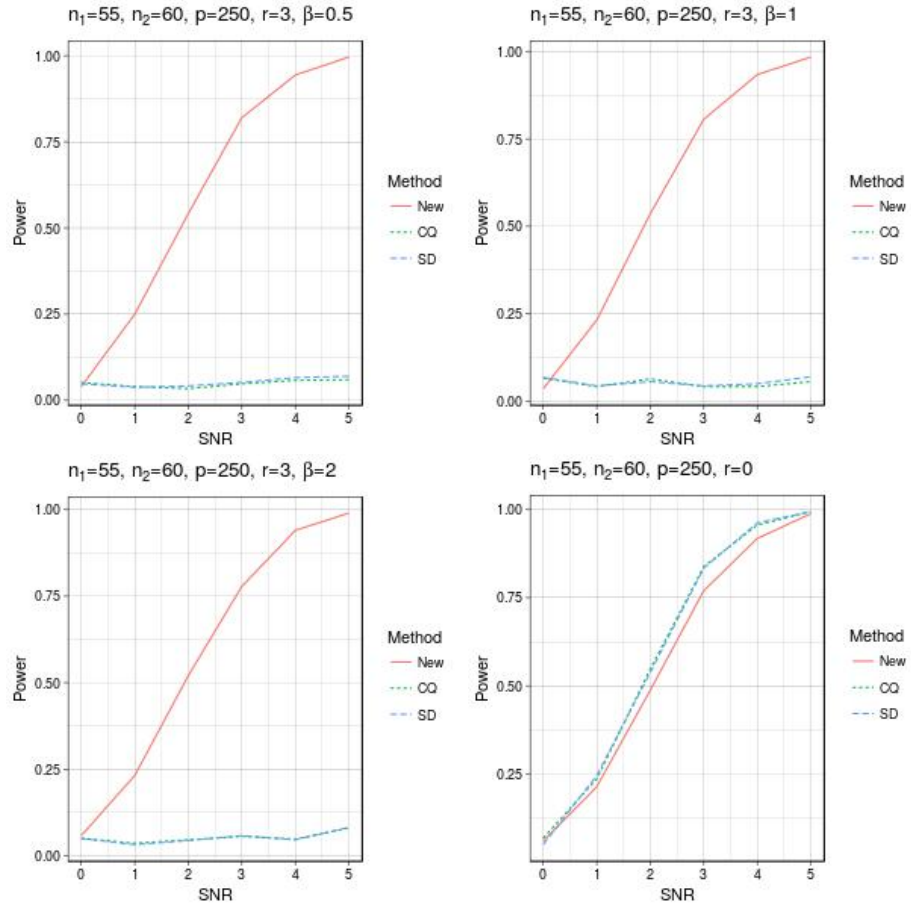 n₁=55, n₂=60, p=250, r=3, β=0.5
1.00
0.75
0.50
0.25
0.00
Power
0 1 2 3 4 5
SNR
Method
New
CQ
SD
n₁=55, n₂=60, p=250, r=3, β=1
1.00
0.75
0.50
0.25
0.00
Power
0 1 2 3 4 5
SNR
Method
New
CQ
SD
n₁=55, n₂=60, p=250, r=3, β=2
1.00
0.75
0.50
0.25
0.00
Power
0 1 2 3 4 5
SNR
Method
New
CQ
SD
n₁=55, n₂=60, p=250, r=0
1.00
0.75
0.50
0.25
Power
0 1 2 3 4 5
SNR
Method
New
CQ
SD